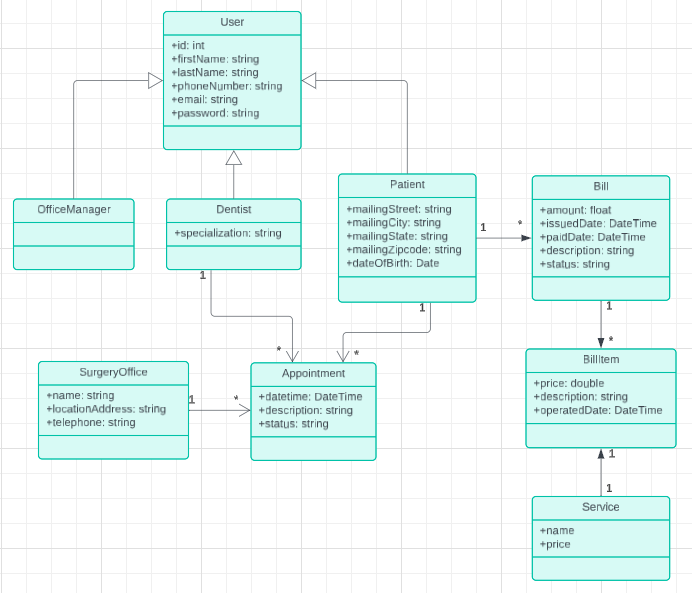 User
+id: int
+firstName: string
+lastName: string
+phoneNumber: string
+email: string
+password: string
OfficeManager
Dentist
+specialization: string
1
Patient
+mailingStreet: string
+mailingCity: string
+mailingState: string
+mailingZipcode: string
+dateOfBirth: Date
1
*
1
Bill
+amount: float
+issuedDate: DateTime
+paidDate: DateTime
+description: string
+status: string
1
*
SurgeryOffice
+name: string
+locationAddress: string
+telephone: string
1
*
*
*
Appointment
+datetime: DateTime
+description: string
+status: string
BillItem
+price: double
+description: string
+operatedDate: DateTime
1
1
Service
+name
+price